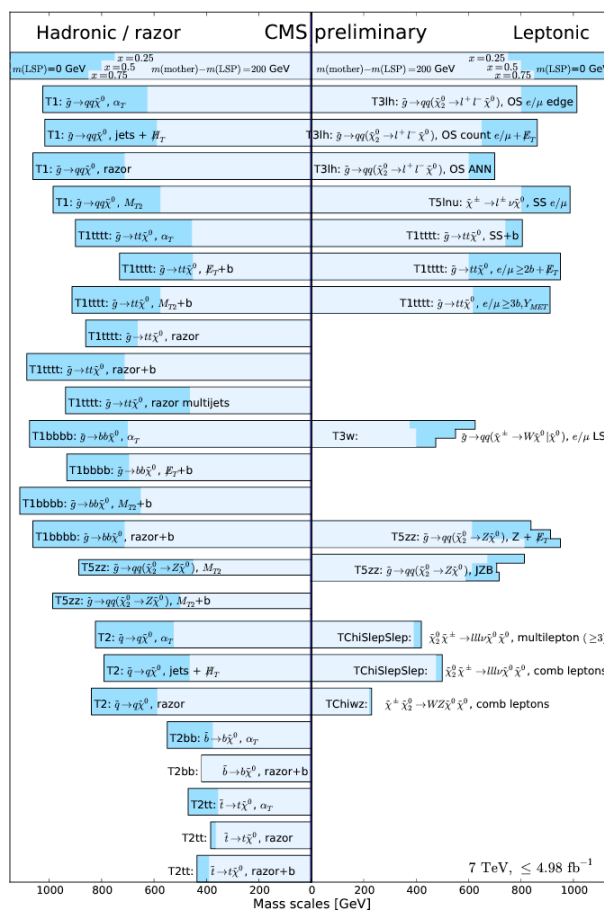 Hadronic / razor CMS preliminary Leptonic
m(LSP)=0 GeV x=0.25 x=0.5 x=0.75 m(mother)−m(LSP)=200 GeV m(mother)−m(LSP)=200 GeV x=0.25 x=0.5 x=0.75 m(LSP)=0 GeV
T1: g̃→qqχ̃⁰, α_T T3lh: g̃→qq(χ̃₂⁰→l⁺l⁻χ̃⁰), OS e/μ edge
T1: g̃→qqχ̃⁰, jets + H̸_T T3lh: g̃→qq(χ̃₂⁰→l⁺l⁻χ̃⁰), OS count e/μ+E̸_T
T1: g̃→qqχ̃⁰, razor T3lh: g̃→qq(χ̃₂⁰→l⁺l⁻χ̃⁰), OS ANN
T1: g̃→qqχ̃⁰, M_T2 T5lnu: χ̃±→l±νχ̃⁰, SS e/μ
T1tttt: g̃→ttχ̃⁰, α_T T1tttt: g̃→ttχ̃⁰, SS+b
T1tttt: g̃→ttχ̃⁰, E̸_T+b T1tttt: g̃→ttχ̃⁰, e/μ≥2b+E̸_T
T1tttt: g̃→ttχ̃⁰, M_T2+b T1tttt: g̃→ttχ̃⁰, e/μ≥3b,Y_MET
T1tttt: g̃→ttχ̃⁰, razor
T1tttt: g̃→ttχ̃⁰, razor+b
T1tttt: g̃→ttχ̃⁰, razor multijets
T1bbbb: g̃→bbχ̃⁰, α_T T3w: g̃→qq(χ̃±→Wχ̃⁰|χ̃⁰), e/μ LS
T1bbbb: g̃→bbχ̃⁰, E̸_T+b
T1bbbb: g̃→bbχ̃⁰, M_T2+b
T1bbbb: g̃→bbχ̃⁰, razor+b T5zz: g̃→qq(χ̃₂⁰→Zχ̃⁰), Z + E̸_T
T5zz: g̃→qq(χ̃₂⁰→Zχ̃⁰), M_T2 T5zz: g̃→qq(χ̃₂⁰→Zχ̃⁰), JZB
T5zz: g̃→qq(χ̃₂⁰→Zχ̃⁰), M_T2+b
T2: q̃→qχ̃⁰, α_T TChiSlepSlep: χ̃₂⁰χ̃±→lllνχ̃⁰χ̃⁰, multilepton (≥3)
T2: q̃→qχ̃⁰, jets + H̸_T TChiSlepSlep: χ̃₂⁰χ̃±→lllνχ̃⁰χ̃⁰, comb leptons
T2: q̃→qχ̃⁰, razor TChiwz: χ̃±χ̃₂⁰→WZχ̃⁰χ̃⁰, comb leptons
T2bb: b̃→bχ̃⁰, α_T
T2bb: b̃→bχ̃⁰, razor+b
T2tt: t̃→tχ̃⁰, α_T
T2tt: t̃→tχ̃⁰, razor
T2tt: t̃→tχ̃⁰, razor+b 7 TeV, ≤ 4.98 fb⁻¹
1000 800 600 400 200 0 200 400 600 800 1000
Mass scales [GeV]